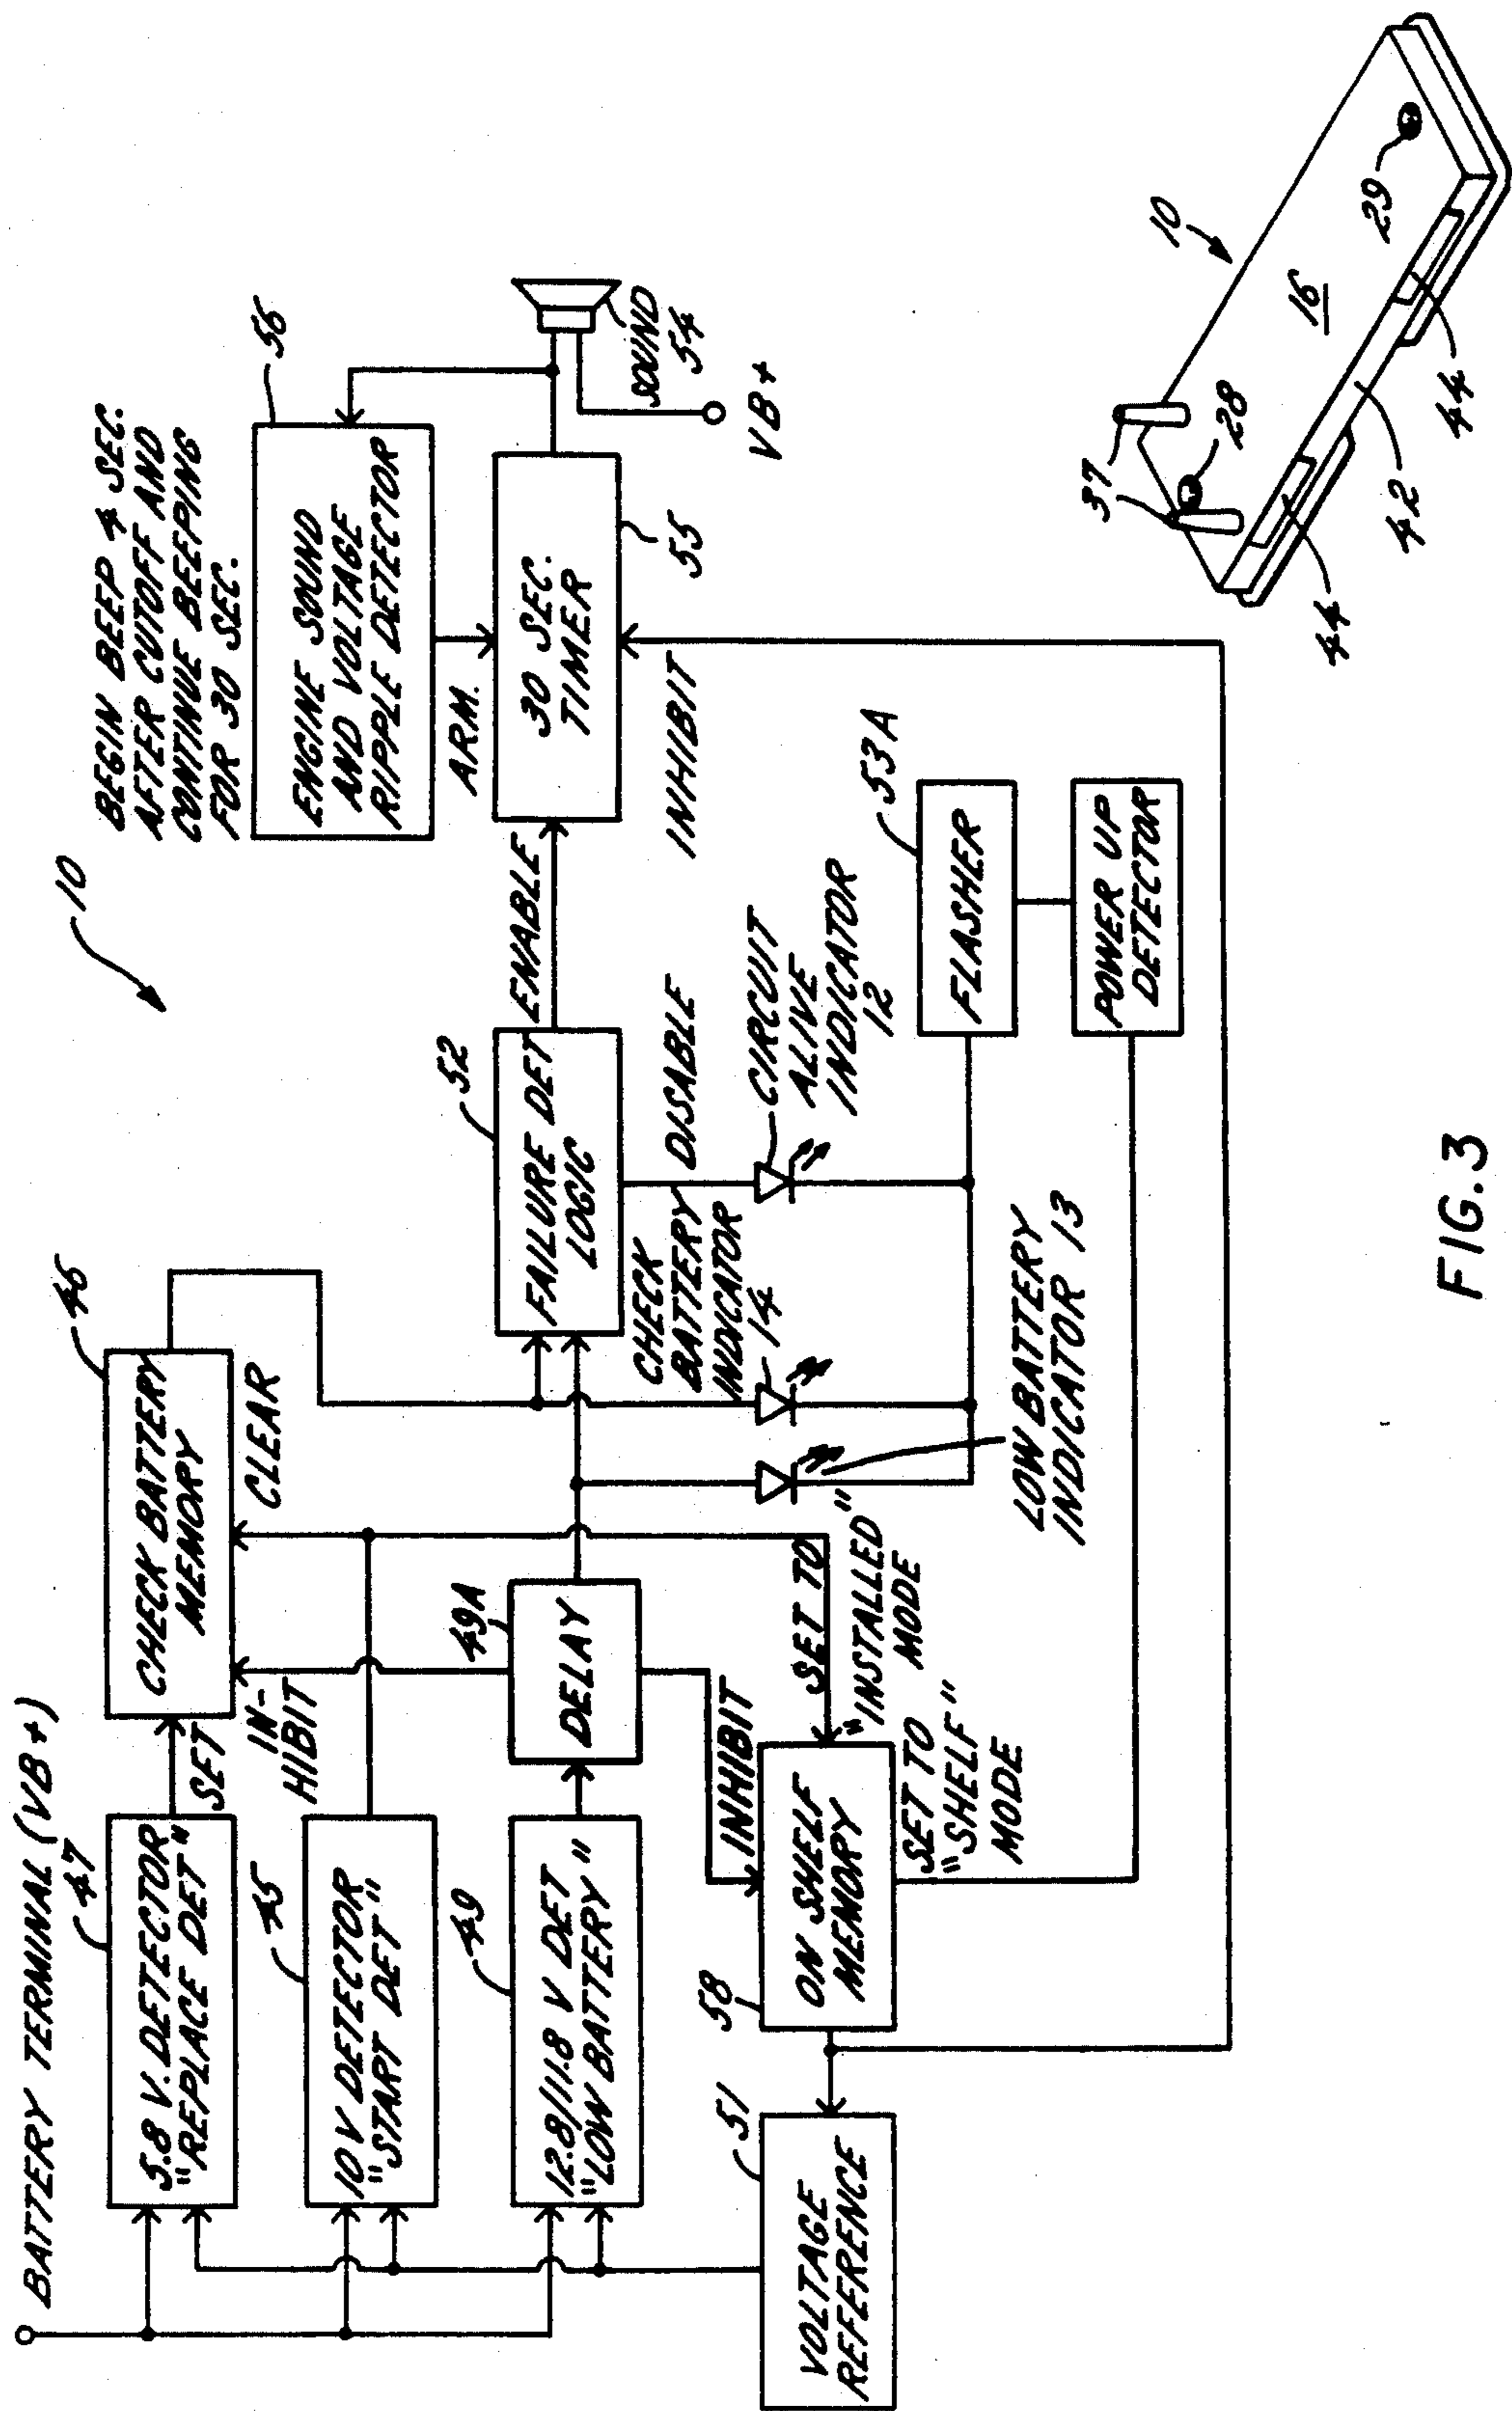 BATTERY TERMINAL (VB+)
47
5.8 V. DETECTOR
"REPLACE DET"
SET
46
CHECK BATTERY
MEMORY
IN-
HIBIT
CLEAR
45
10 V DETECTOR
"START DET"
49
12.8/11.8 V DET
"LOW BATTERY"
49A
DELAY
INHIBIT
SET TO
"INSTALLED"
MODE
58
ON SHELF
MEMORY
SET TO
"SHELF"
MODE
51
VOLTAGE
REFERENCE
10
52
FAILURE DET
LOGIC
ENABLE
DISABLE
CHECK
BATTERY
INDICATOR
14
CIRCUIT
ALIVE
INDICATOR
12
LOW BATTERY
INDICATOR 13
53A
FLASHER
POWER UP
DETECTOR
BEGIN BEEP 4 SEC.
AFTER CUTOFF AND
CONTINUE BEEPING
FOR 30 SEC.
56
ENGINE SOUND
AND VOLTAGE
RIPPLE DETECTOR
ARM.
30 SEC.
TIMER
55
INHIBIT
SOUND
54
VB+
10
16
29
37
28
44
42
44
FIG.3